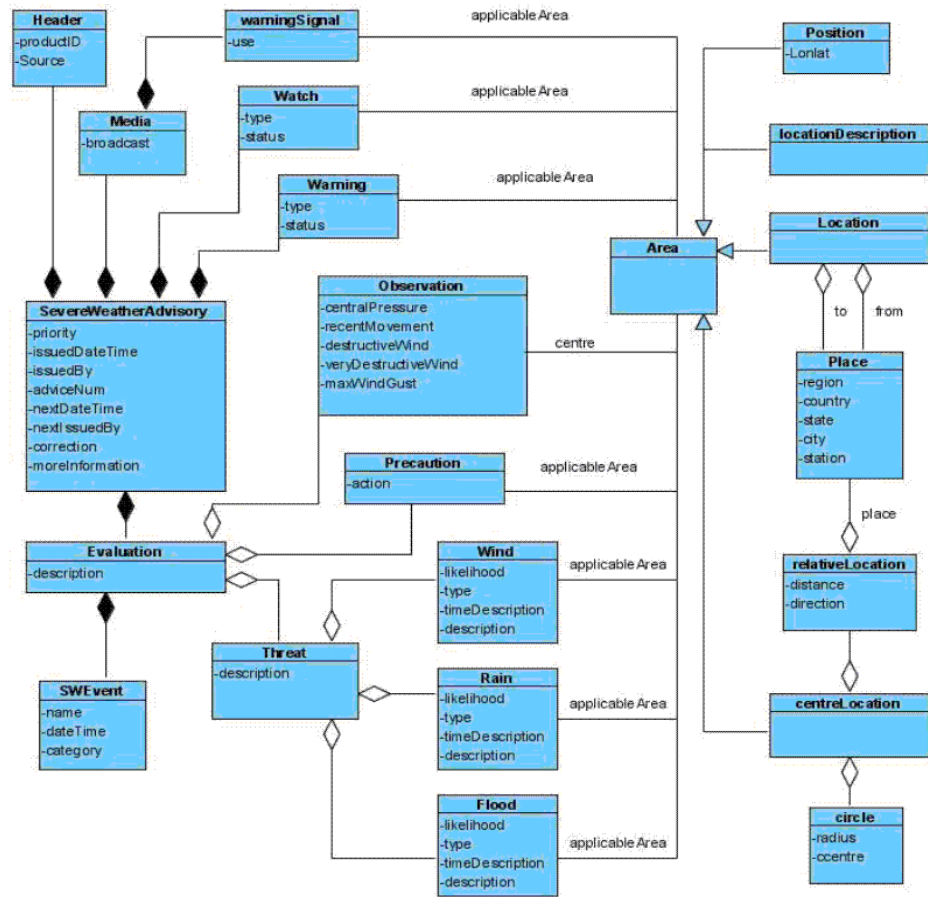 Header
-productID
-Source
warningSignal
-use
applicable Area
Position
-Lonlat
Media
-broadcast
Watch
-type
-status
applicable Area
locationDescription
Warning
-type
-status
applicable Area
Location
Area
SevereWeatherAdvisory
-priority
-issuedDateTime
-issuedBy
-adviceNum
-nextDateTime
-nextIssuedBy
-correction
-moreInformation
Observation
-centralPressure
-recentMovement
-destructiveWind
-veryDestructiveWind
-maxWindGust
centre
to
from
Place
-region
-country
-state
-city
-station
Precaution
-action
applicable Area
place
Evaluation
-description
Wind
-likelihood
-type
-timeDescription
-description
applicable Area
relativeLocation
-distance
-direction
Threat
-description
SWEvent
-name
-dateTime
-category
Rain
-likelihood
-type
-timeDescription
-description
applicable Area
centreLocation
Flood
-likelihood
-type
-timeDescription
-description
applicable Area
circle
-radius
-ccentre